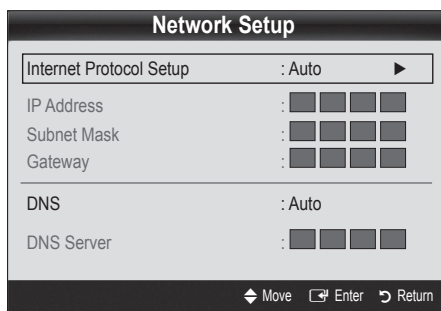 Network Setup
Internet Protocol Setup : Auto ►
IP Address :
Subnet Mask :
Gateway :
DNS : Auto
DNS Server :
Move Enter Return